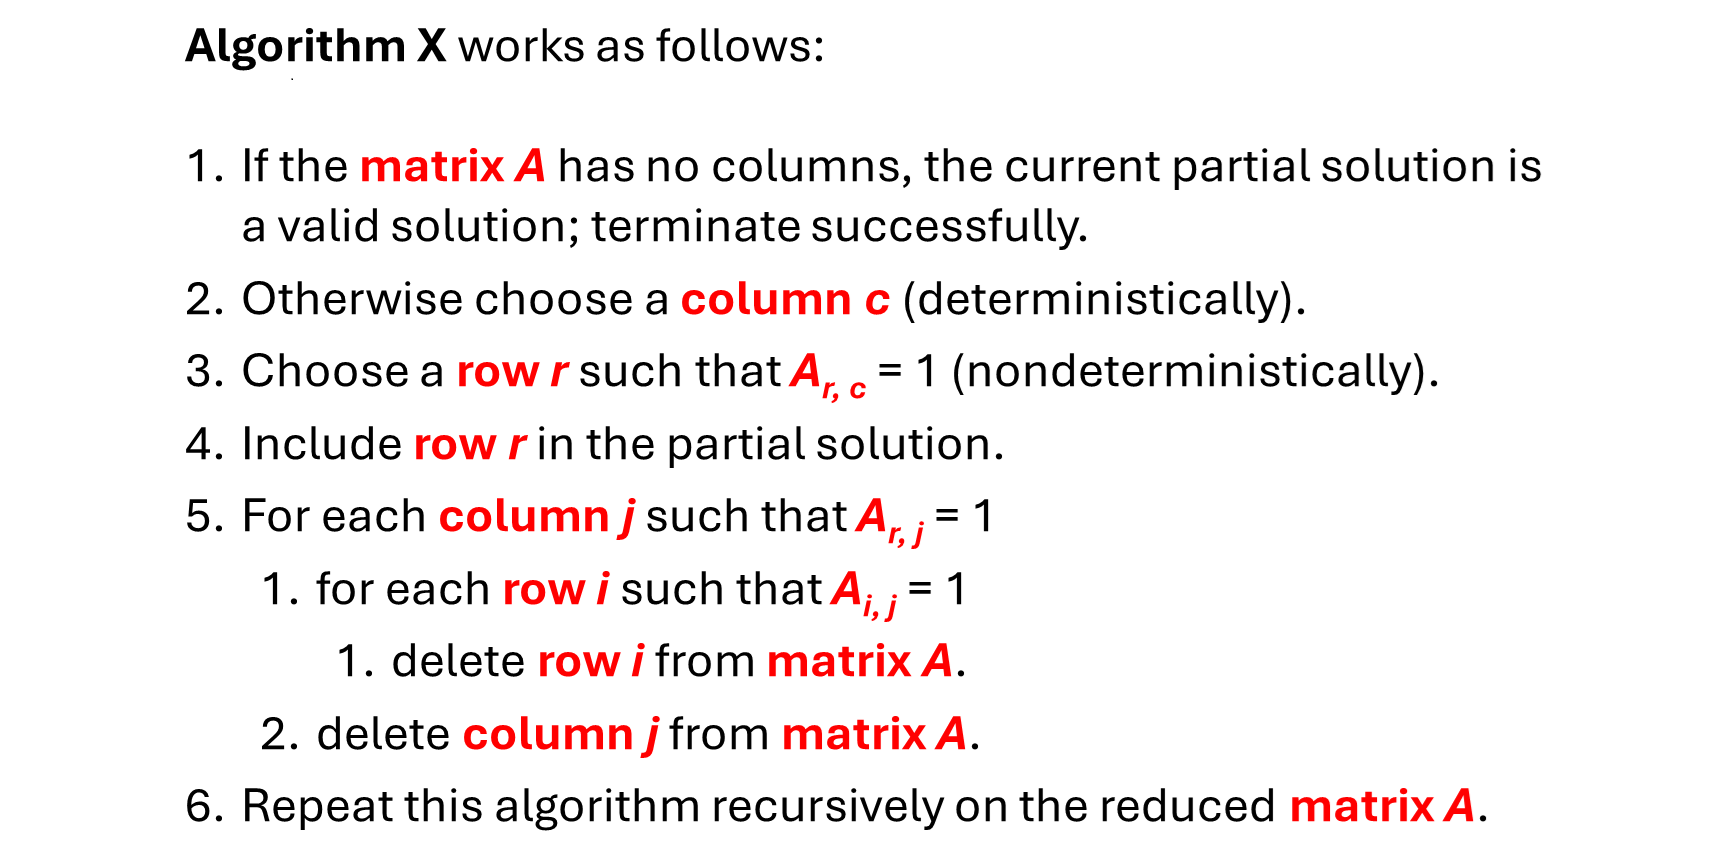 Algorithm X works as follows:
1. If the matrix A has no columns, the current partial solution is
a valid solution; terminate successfully.
2. Otherwise choose a column c (deterministically).
3. Choose a row r such that Ar, c = 1 (nondeterministically).
4. Include row r in the partial solution.
5. For each column j such that Ar, j = 1
1. for each row i such that Ai, j = 1
1. delete row i from matrix A.
2. delete column j from matrix A.
6. Repeat this algorithm recursively on the reduced matrix A.